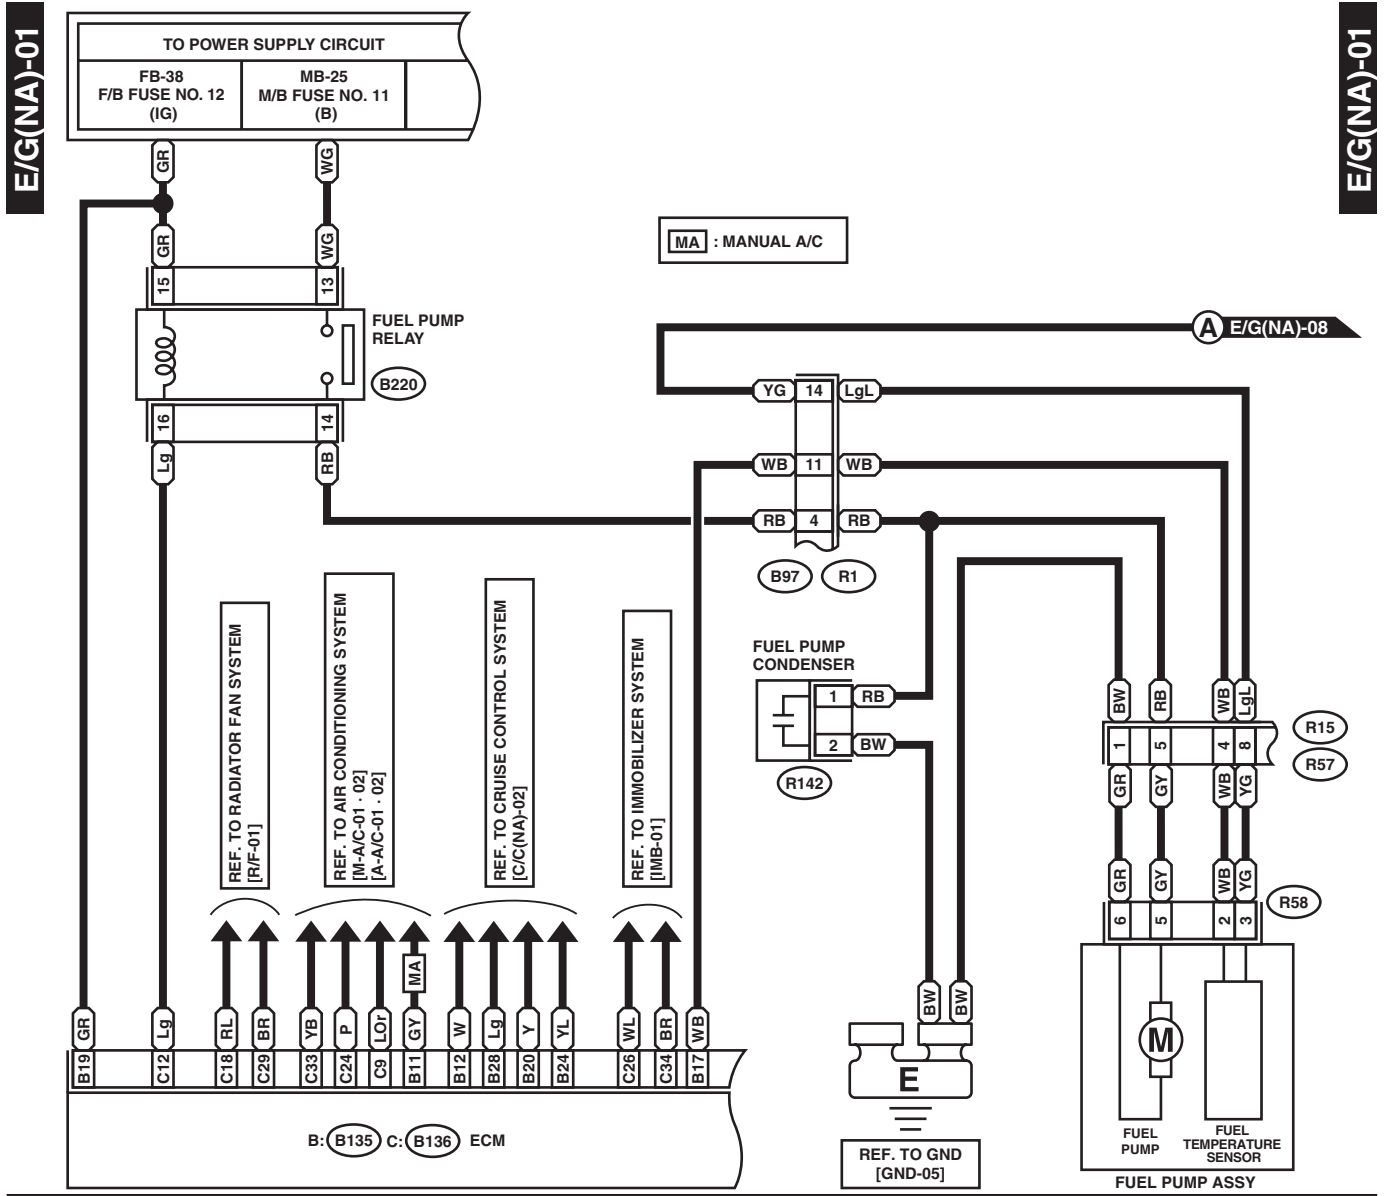 E/G(NA)-01
E/G(NA)-01
TO POWER SUPPLY CIRCUIT
FB-38
F/B FUSE NO. 12
(IG)
MB-25
M/B FUSE NO. 11
(B)
GR
WG
GR
WG
15
13
MA : MANUAL A/C
FUEL PUMP
RELAY
B220
A E/G(NA)-08
16
14
Lg
RB
YG 14 LgL
WB 11 WB
RB 4 RB
B97 R1
REF. TO RADIATOR FAN SYSTEM
[R/F-01]
REF. TO AIR CONDITIONING SYSTEM
[M-A/C-01 · 02]
[A-A/C-01 · 02]
REF. TO CRUISE CONTROL SYSTEM
[C/C(NA)-02]
REF. TO IMMOBILIZER SYSTEM
[IMB-01]
FUEL PUMP
CONDENSER
1 RB
2 BW
R142
BW RB WB LgL
1 5 4 8
R15
R57
GR GY WB YG
GR GY WB YG
6 5 2 3
R58
MA
BW BW
GR Lg RL BR YB P LOr GY W Lg Y YL WL BR WB
B19 C12 C18 C29 C33 C24 C9 B11 B12 B28 B20 B24 C26 C34 B17
B: B135 C: B136 ECM
E
REF. TO GND
[GND-05]
M
FUEL
PUMP
FUEL
TEMPERATURE
SENSOR
FUEL PUMP ASSY